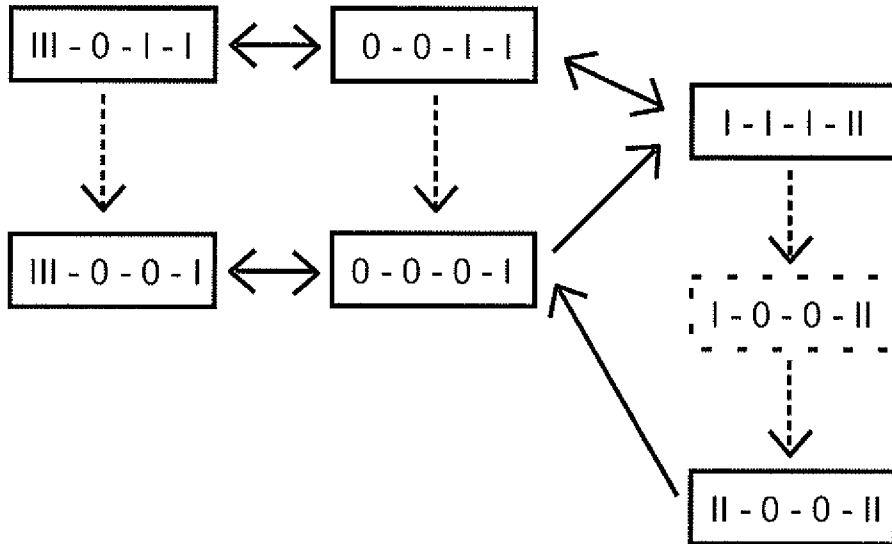 III - 0 - I - I
0 - 0 - I - I
I - I - I - II
III - 0 - 0 - I
0 - 0 - 0 - I
I - 0 - 0 - II
II - 0 - 0 - II